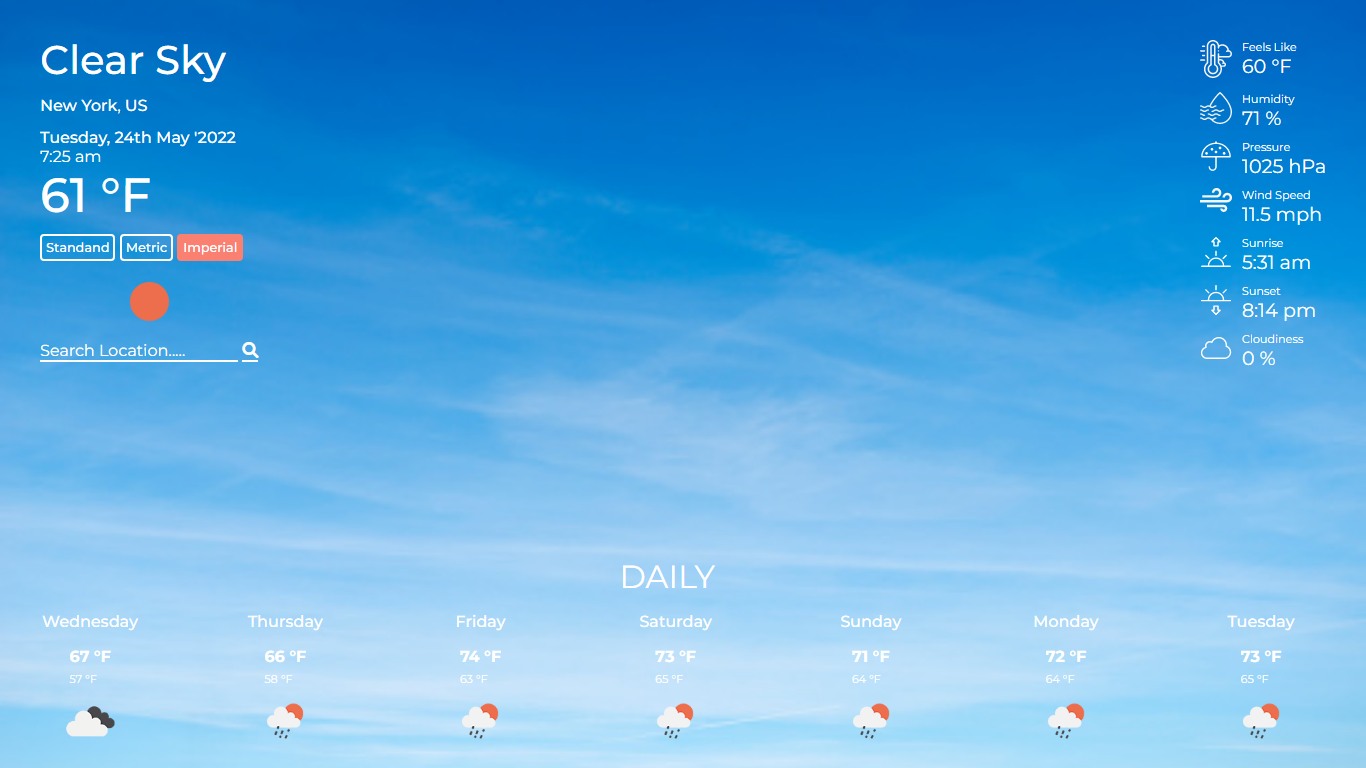 Clear Sky
New York, US
Tuesday, 24th May '2022
7:25 am
61 °F
Standand Metric Imperial
Search Location.....
Feels Like
60 °F
Humidity
71 %
Pressure
1025 hPa
Wind Speed
11.5 mph
Sunrise
5:31 am
Sunset
8:14 pm
Cloudiness
0 %
DAILY
Wednesday Thursday Friday Saturday Sunday Monday Tuesday
67 °F 66 °F 74 °F 73 °F 71 °F 72 °F 73 °F
57 °F 58 °F 63 °F 65 °F 64 °F 64 °F 65 °F